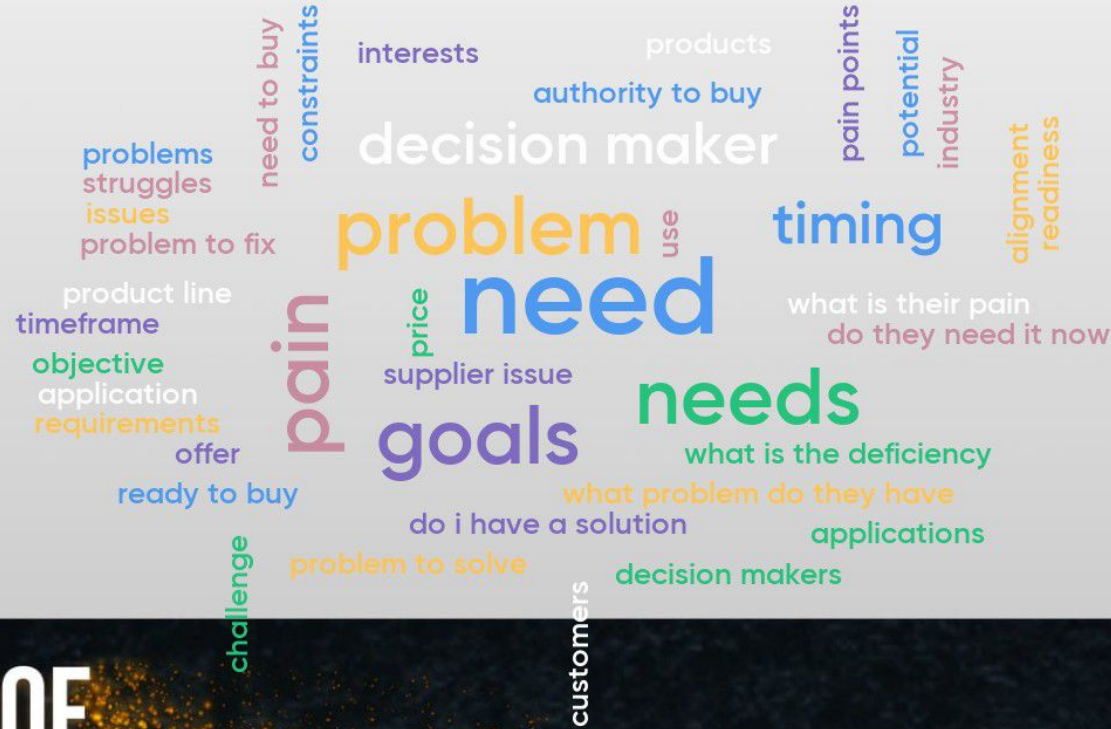 need to buy
constraints
interests
products
pain points
potential
industry
authority to buy
decision maker
alignment
readiness
problems
struggles
issues
problem to fix
problem
use
timing
need
product line
timeframe
pain
price
what is their pain
do they need it now
objective
application
requirements
supplier issue
needs
goals
offer
what is the deficiency
ready to buy
what problem do they have
do i have a solution
applications
challenge
problem to solve
decision makers
customers
OF